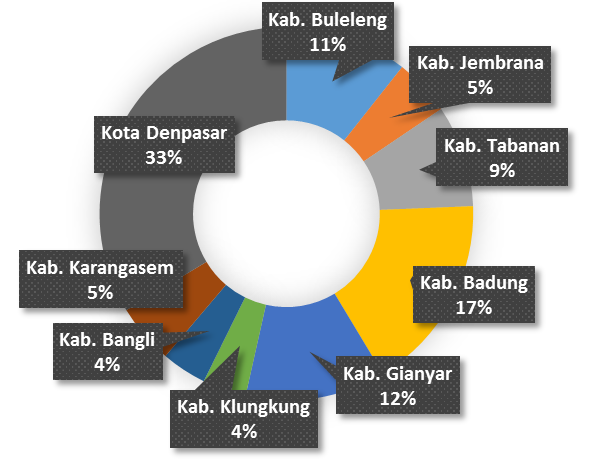 Kab. Buleleng
11%
Kab. Jembrana
5%
Kab. Tabanan
9%
Kab. Badung
17%
Kab. Gianyar
12%
Kab. Klungkung
4%
Kab. Bangli
4%
Kab. Karangasem
5%
Kota Denpasar
33%